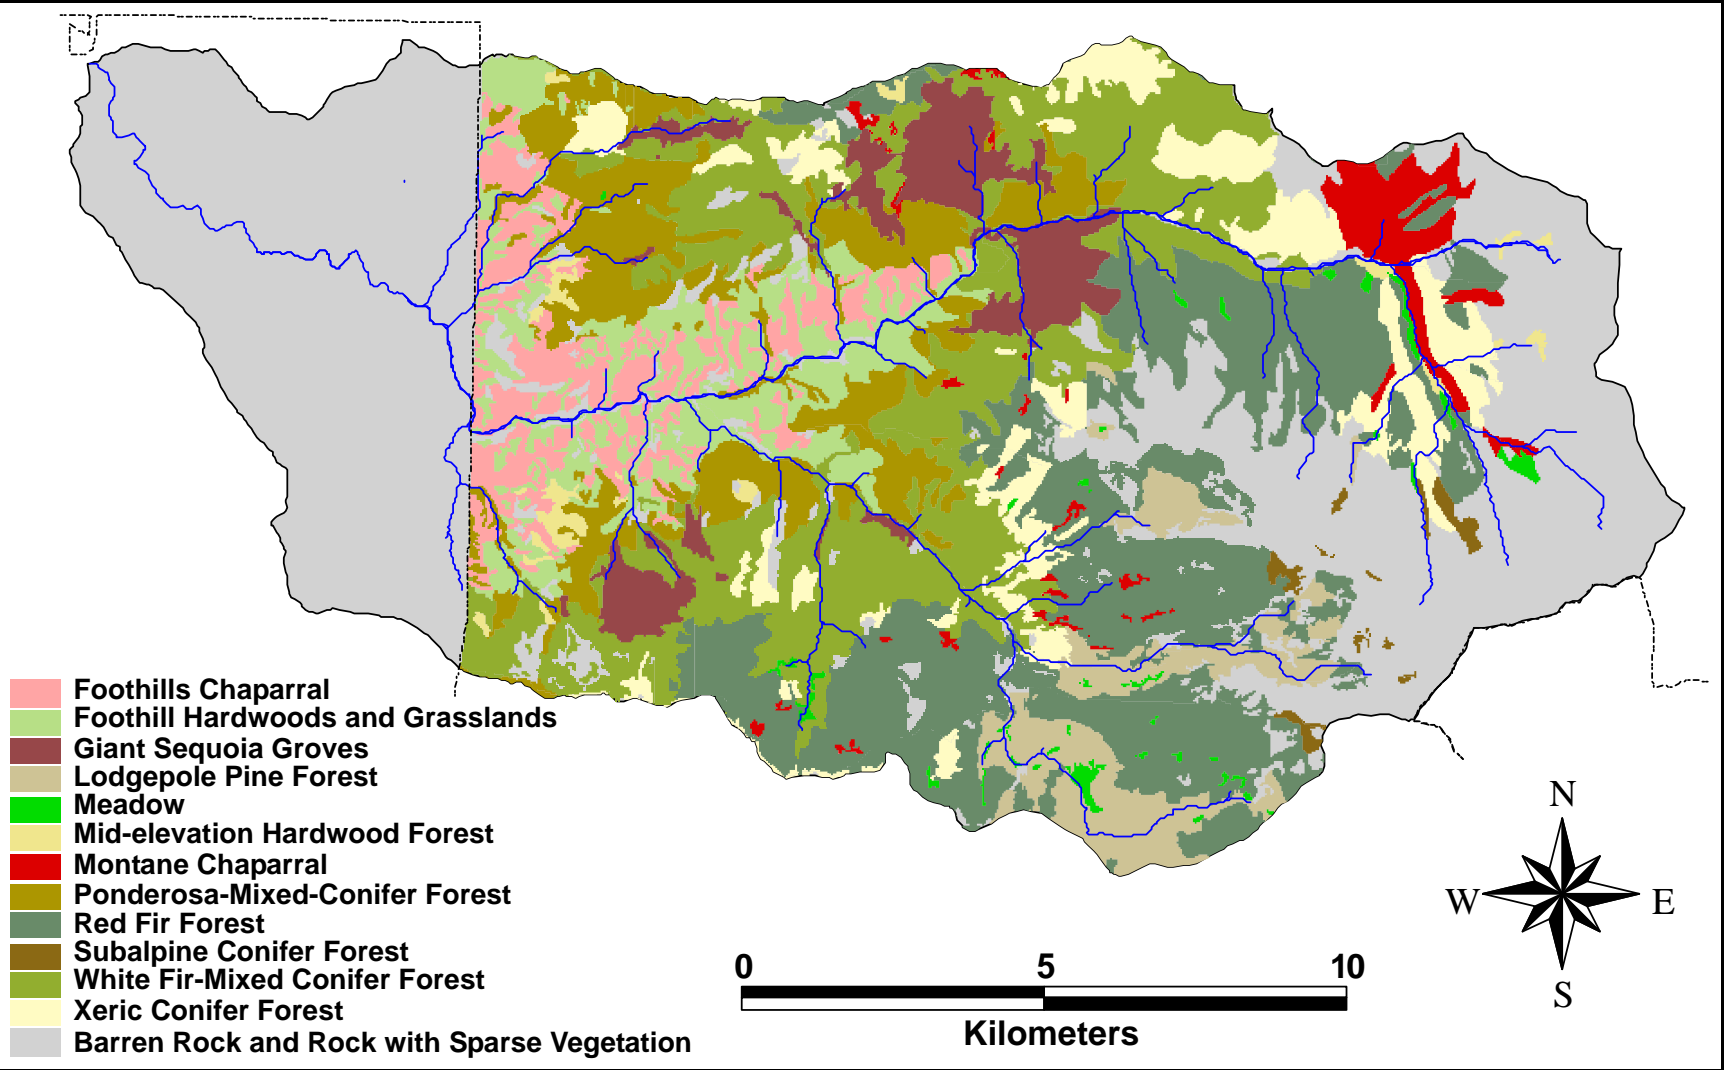 Foothills Chaparral
Foothill Hardwoods and Grasslands
Giant Sequoia Groves
Lodgepole Pine Forest
Meadow
Mid-elevation Hardwood Forest
Montane Chaparral
Ponderosa-Mixed-Conifer Forest
Red Fir Forest
Subalpine Conifer Forest
White Fir-Mixed Conifer Forest
Xeric Conifer Forest
Barren Rock and Rock with Sparse Vegetation
0 5 10
Kilometers
N
W E
S